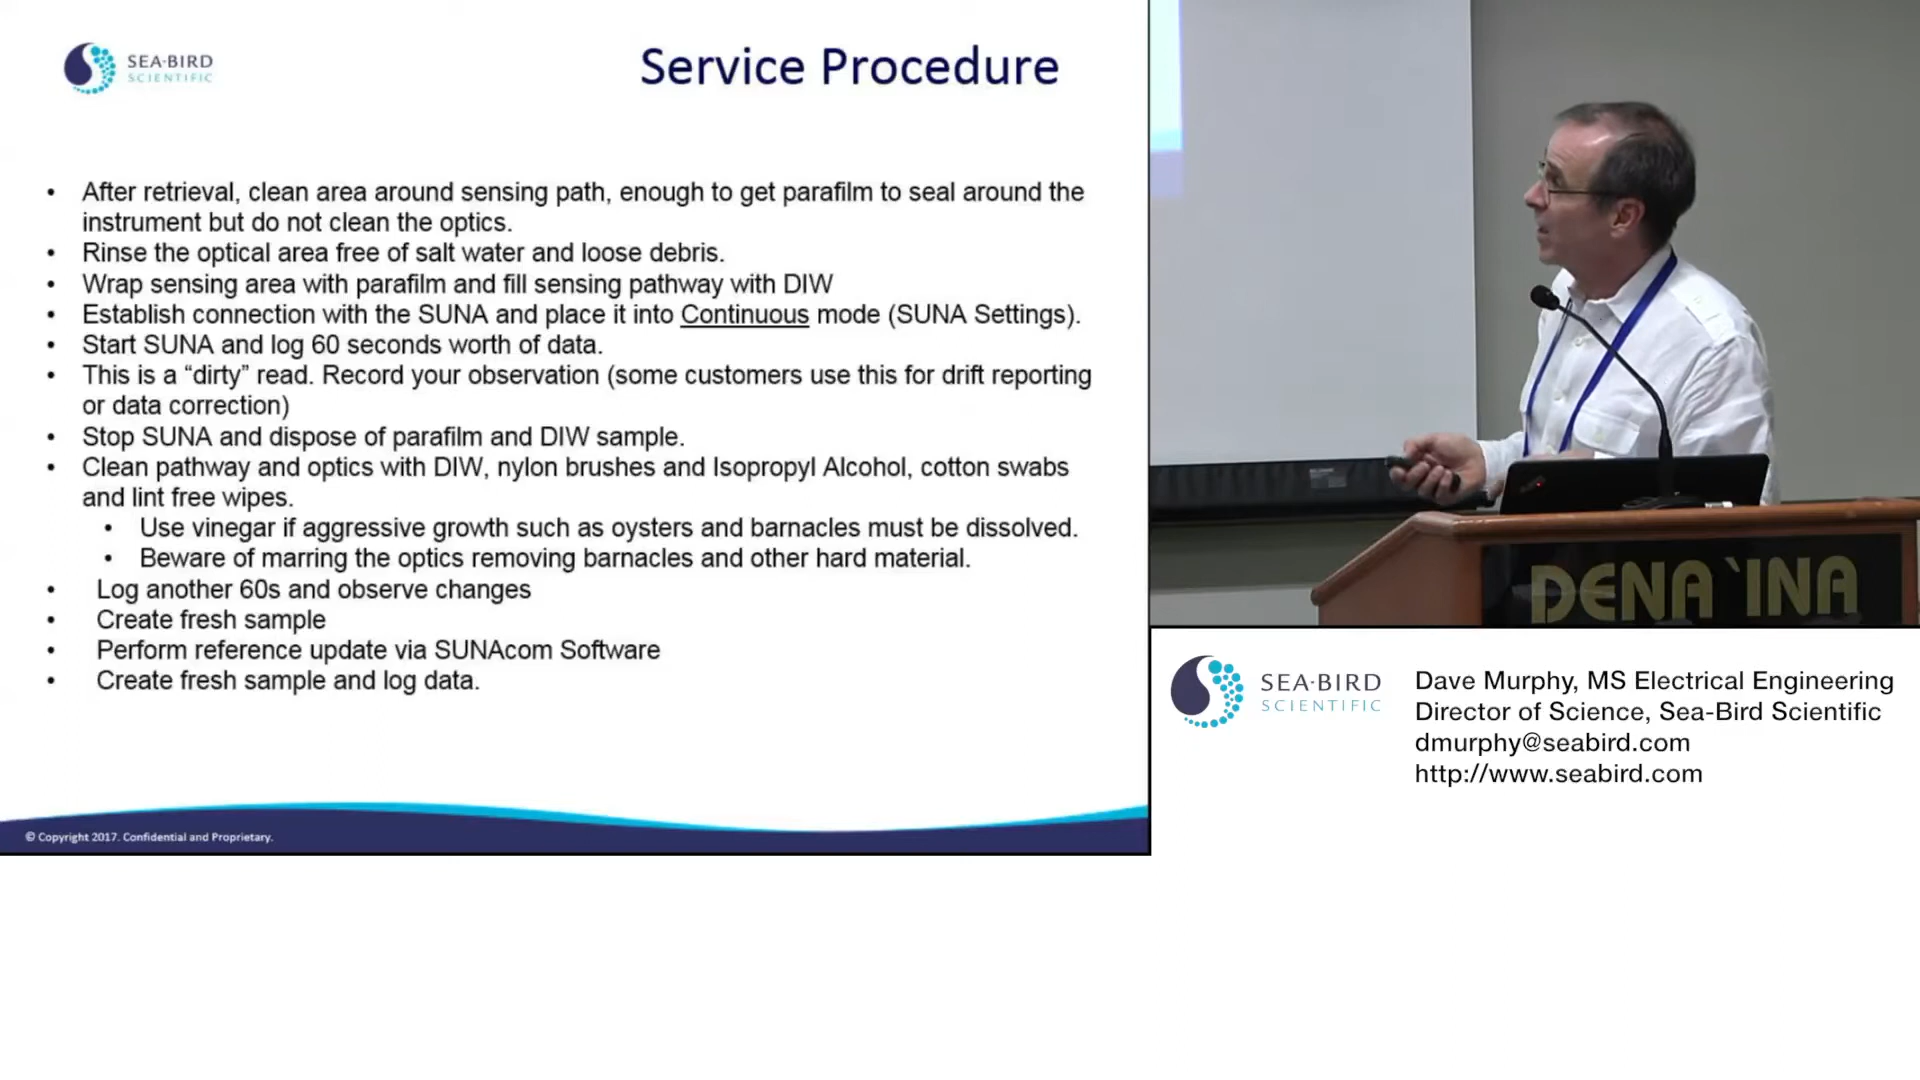 SEA-BIRD
SCIENTIFIC
Service Procedure
• After retrieval, clean area around sensing path, enough to get parafilm to seal around the
instrument but do not clean the optics.
• Rinse the optical area free of salt water and loose debris.
• Wrap sensing area with parafilm and fill sensing pathway with DIW
• Establish connection with the SUNA and place it into Continuous mode (SUNA Settings).
• Start SUNA and log 60 seconds worth of data.
• This is a “dirty” read. Record your observation (some customers use this for drift reporting
or data correction)
• Stop SUNA and dispose of parafilm and DIW sample.
• Clean pathway and optics with DIW, nylon brushes and Isopropyl Alcohol, cotton swabs
and lint free wipes.
• Use vinegar if aggressive growth such as oysters and barnacles must be dissolved.
• Beware of marring the optics removing barnacles and other hard material.
• Log another 60s and observe changes
• Create fresh sample
• Perform reference update via SUNAcom Software
• Create fresh sample and log data.
© Copyright 2017. Confidential and Proprietary.
DENA`INA
SEA·BIRD
SCIENTIFIC
Dave Murphy, MS Electrical Engineering
Director of Science, Sea-Bird Scientific
dmurphy@seabird.com
http://www.seabird.com